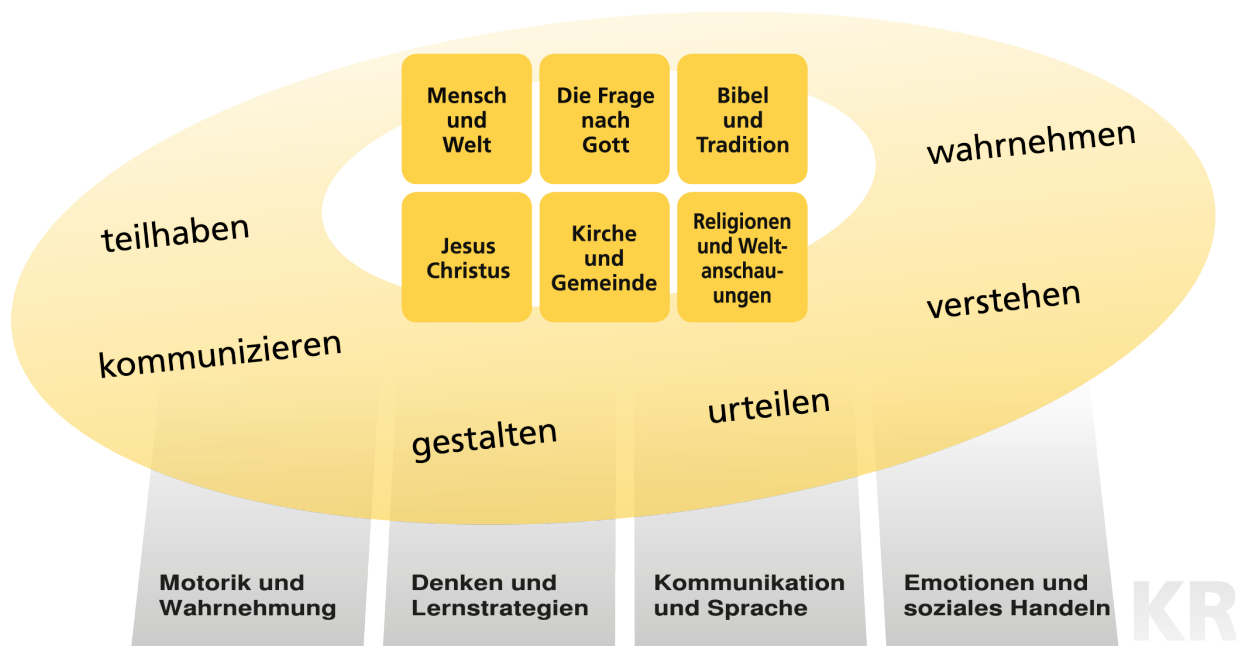 Mensch
und
Welt
Die Frage
nach
Gott
Bibel
und
Tradition
Jesus
Christus
Kirche
und
Gemeinde
Religionen
und Welt-
anschau-
ungen
wahrnehmen
verstehen
urteilen
gestalten
kommunizieren
teilhaben
Motorik und
Wahrnehmung
Denken und
Lernstrategien
Kommunikation
und Sprache
Emotionen und
soziales Handeln
KR